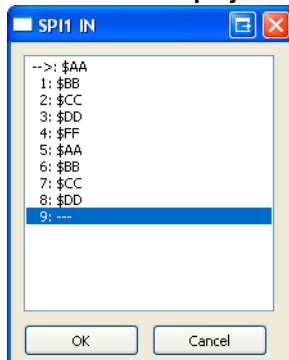 SPI1 IN
-->: $AA
1: $BB
2: $CC
3: $DD
4: $FF
5: $AA
6: $BB
7: $CC
8: $DD
9: ---
OK Cancel